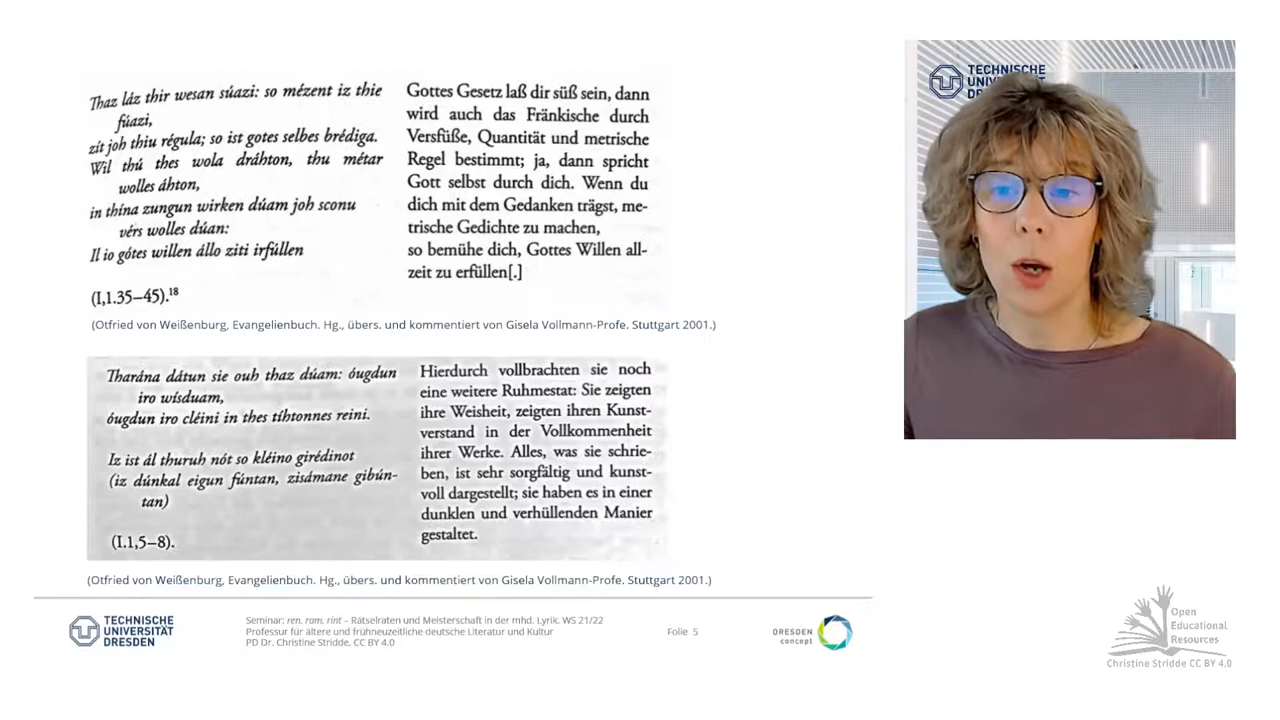 Thaz láz thir wesan súazi: so mézent iz thie
fúazi,
zít joh thiu régula; so ist gotes selbes brédiga.
Wil thú thes wola dráhton, thu métar
wolles áhton,
in thína zungun wirken dúam joh sconu
vérs wolles dúan:
Il io gótes willen állo ziti irfúllen
(I,1.35–45).18
Gottes Gesetz laß dir süß sein, dann
wird auch das Fränkische durch
Versfüße, Quantität und metrische
Regel bestimmt; ja, dann spricht
Gott selbst durch dich. Wenn du
dich mit dem Gedanken trägst, me-
trische Gedichte zu machen,
so bemühe dich, Gottes Willen all-
zeit zu erfüllen[.]
(Otfried von Weißenburg, Evangelienbuch. Hg., übers. und kommentiert von Gisela Vollmann-Profe. Stuttgart 2001.)
Tharána dátun sie ouh thaz dúam: óugdun
iro wísduam,
óugdun iro cléini in thes tíhtonnes reini.
Iz ist ál thuruh nót so kléino girédinot
(iz dúnkal eigun fúntan, zisámane gibún-
tan)
(I.1,5–8).
Hierdurch vollbrachten sie noch
eine weitere Ruhmestat: Sie zeigten
ihre Weisheit, zeigten ihren Kunst-
verstand in der Vollkommenheit
ihrer Werke. Alles, was sie schrie-
ben, ist sehr sorgfältig und kunst-
voll dargestellt; sie haben es in einer
dunklen und verhüllenden Manier
gestaltet.
(Otfried von Weißenburg, Evangelienbuch. Hg., übers. und kommentiert von Gisela Vollmann-Profe. Stuttgart 2001.)
TECHNISCHE
UNIVERSITÄT
DRESDEN
Seminar: ren, ram, rint – Rätselraten und Meisterschaft in der mhd. Lyrik. WS 21/22
Professur für ältere und frühneuzeitliche deutsche Literatur und Kultur
PD Dr. Christine Stridde, CC BY 4.0
Folie 5
DRESDEN
concept
TECHNISCHE
UNIVERSITÄT
DRESDEN
Open
Educational
Resources
Christine Stridde CC BY 4.0